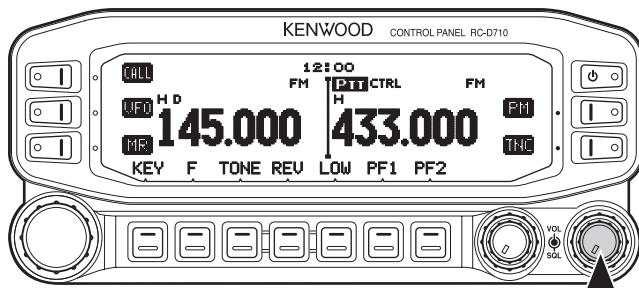 KENWOOD CONTROL PANEL RC-D710
12:00
CALL FM PTT CTRL FM
VFO H D H PM
145.000 433.000
MR TNC
KEY F TONE REV LOW PF1 PF2
VOL
SQL